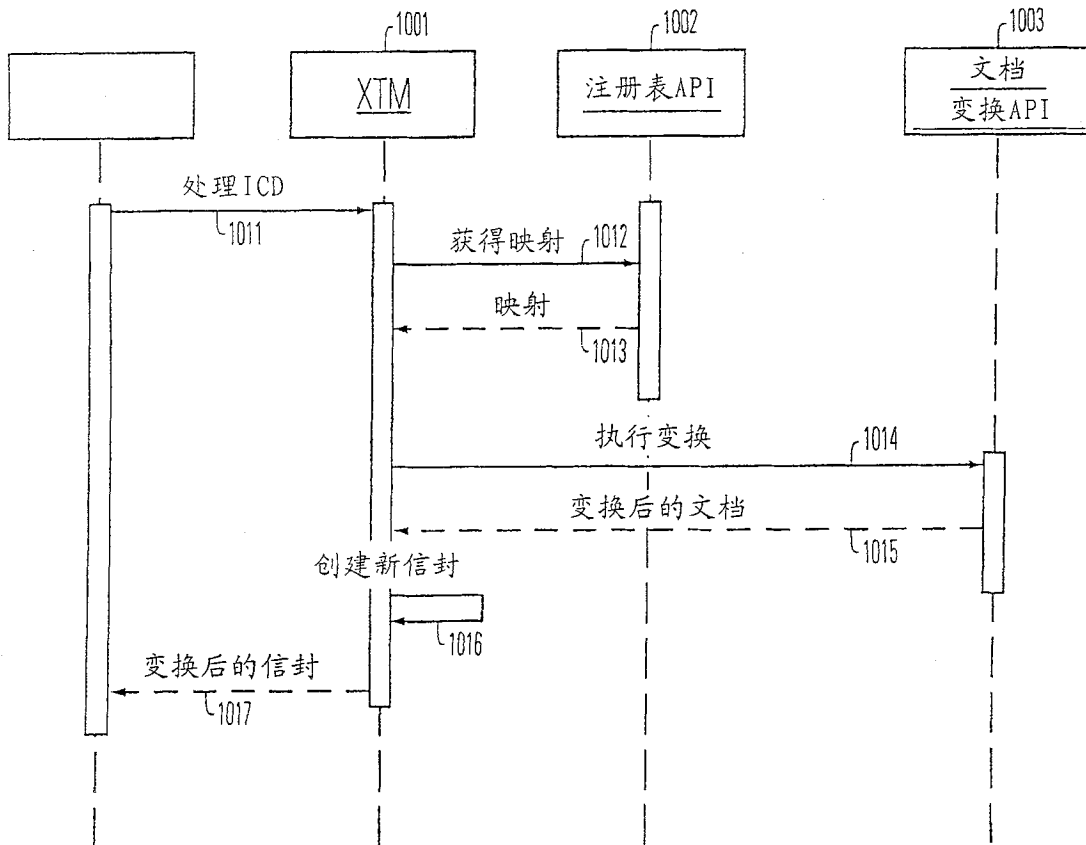 1001
1002
1003
XTM
注册表API
文档
变换API
处理ICD
1011
获得映射
1012
映射
1013
执行变换
1014
变换后的文档
1015
创建新信封
1016
变换后的信封
1017